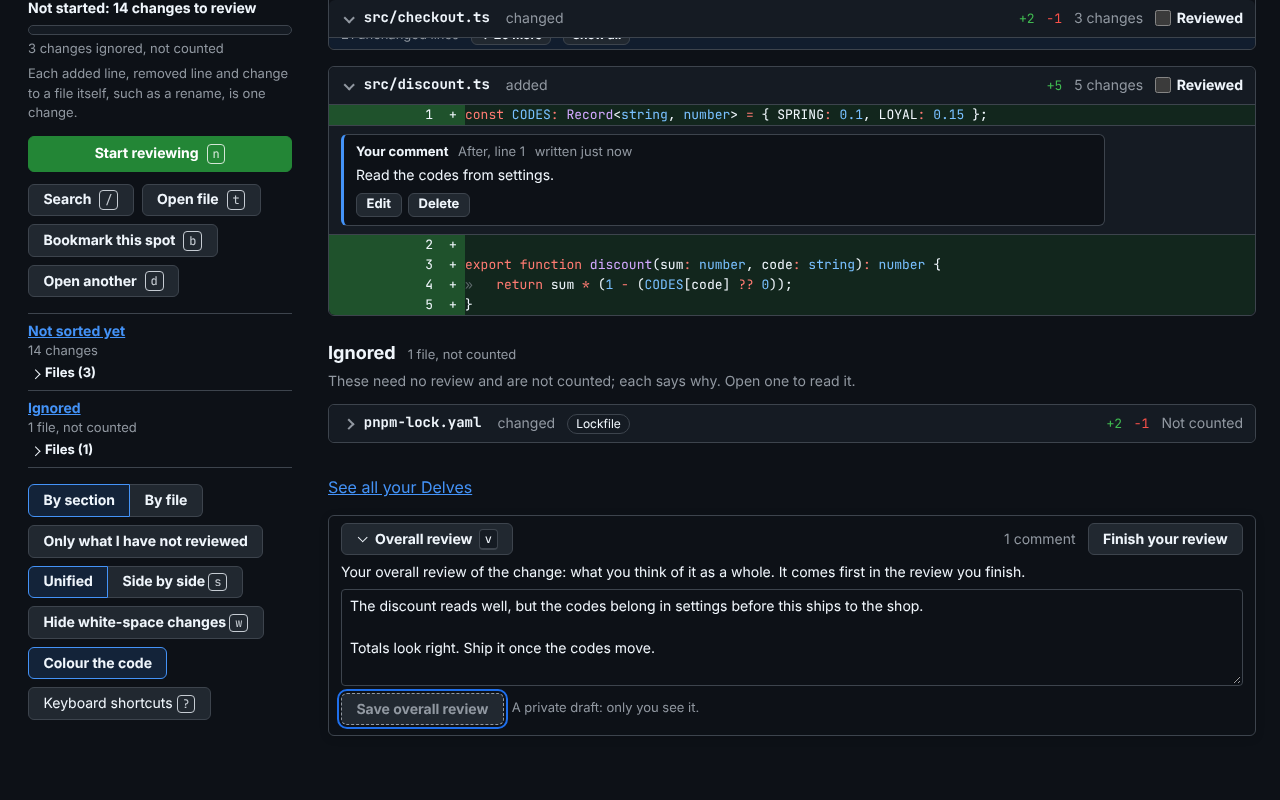 Not started: 14 changes to review
3 changes ignored, not counted
Each added line, removed line and change
to a file itself, such as a rename, is one
change.
Start reviewing n
Search / Open file t
Bookmark this spot b
Open another d
Not sorted yet
14 changes
Files (3)
Ignored
1 file, not counted
Files (1)
By section By file
Only what I have not reviewed
Unified Side by side s
Hide white-space changes w
Colour the code
Keyboard shortcuts ?
src/checkout.ts changed +2 -1 3 changes Reviewed
src/discount.ts added +5 5 changes Reviewed
1 + const CODES: Record<string, number> = { SPRING: 0.1, LOYAL: 0.15 };
Your comment After, line 1 written just now
Read the codes from settings.
Edit Delete
2 +
3 + export function discount(sum: number, code: string): number {
4 + » return sum * (1 - (CODES[code] ?? 0));
5 + }
Ignored 1 file, not counted
These need no review and are not counted; each says why. Open one to read it.
pnpm-lock.yaml changed Lockfile +2 -1 Not counted
See all your Delves
Overall review v 1 comment Finish your review
Your overall review of the change: what you think of it as a whole. It comes first in the review you finish.
The discount reads well, but the codes belong in settings before this ships to the shop.
Totals look right. Ship it once the codes move.
Save overall review A private draft: only you see it.